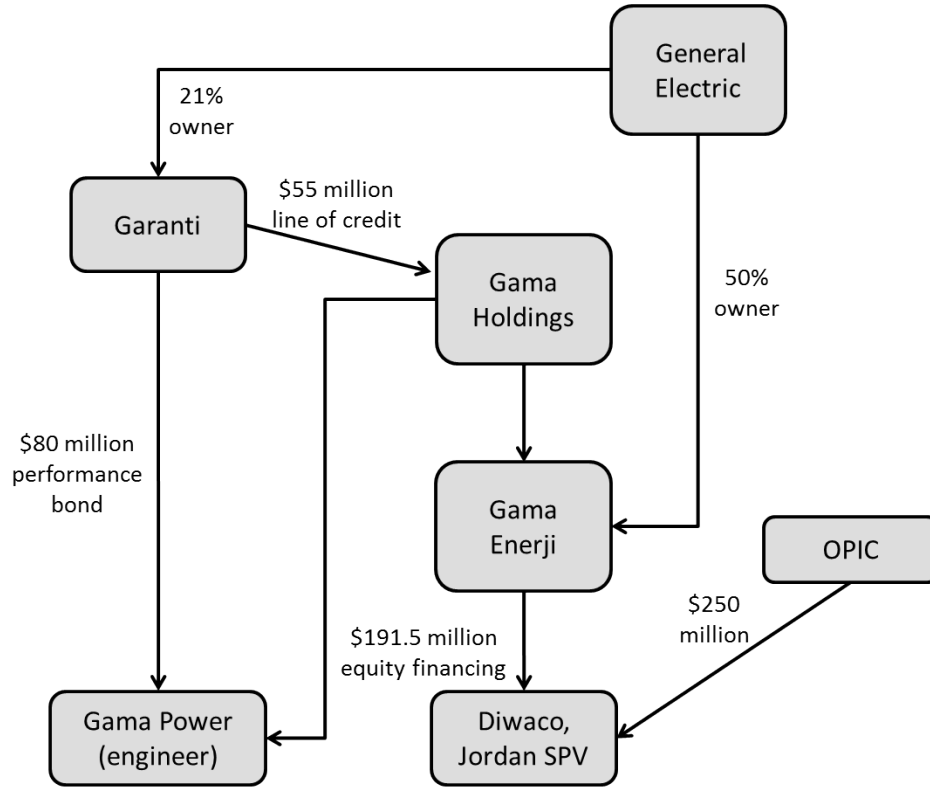 General
Electric
21%
owner
$55 million
line of credit
Garanti
Gama
Holdings
50%
owner
$80 million
performance
bond
Gama
Enerji
OPIC
$250
million
$191.5 million
equity financing
Gama Power
(engineer)
Diwaco,
Jordan SPV